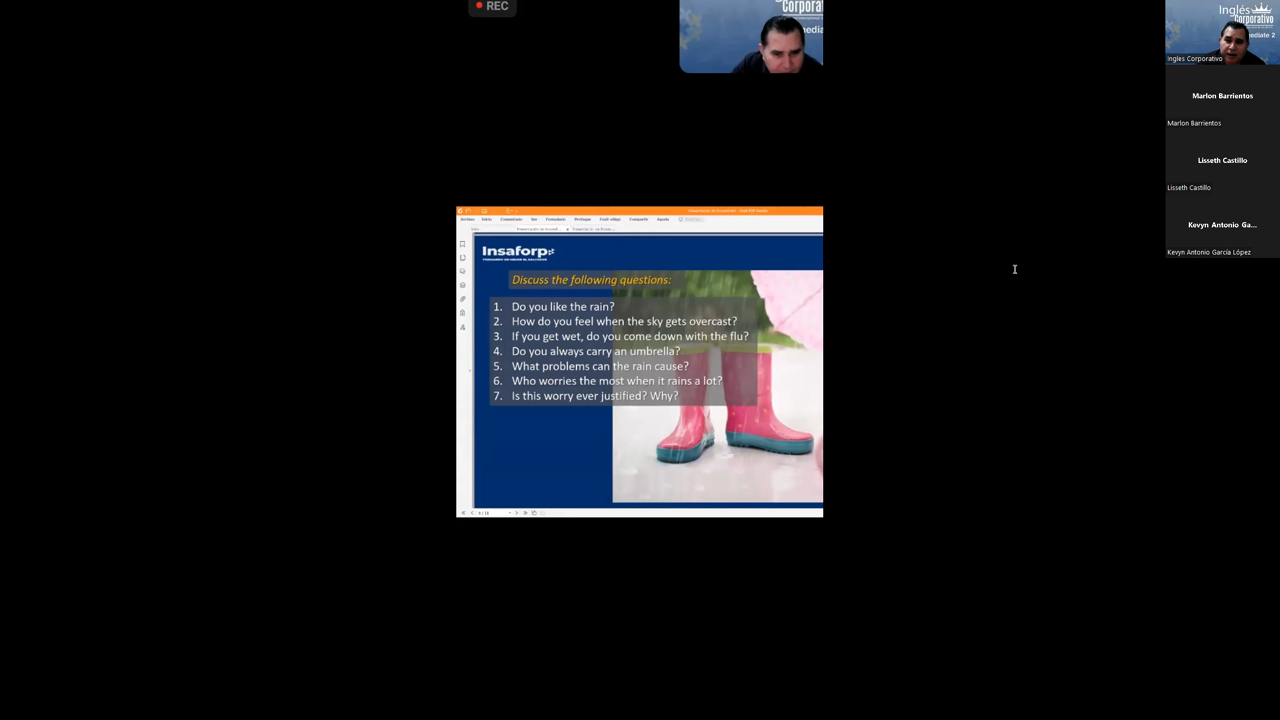 REC
Corporativo
Inglés
Corporativo
mediate 2
Ingles Corporativo
Marlon Barrientos
Marlon Barrientos
Lisseth Castillo
Lisseth Castillo
Kevyn Antonio Ga...
Kevyn Antonio García López
Insaforp
Discuss the following questions:
1. Do you like the rain?
2. How do you feel when the sky gets overcast?
3. If you get wet, do you come down with the flu?
4. Do you always carry an umbrella?
5. What problems can the rain cause?
6. Who worries the most when it rains a lot?
7. Is this worry ever justified? Why?